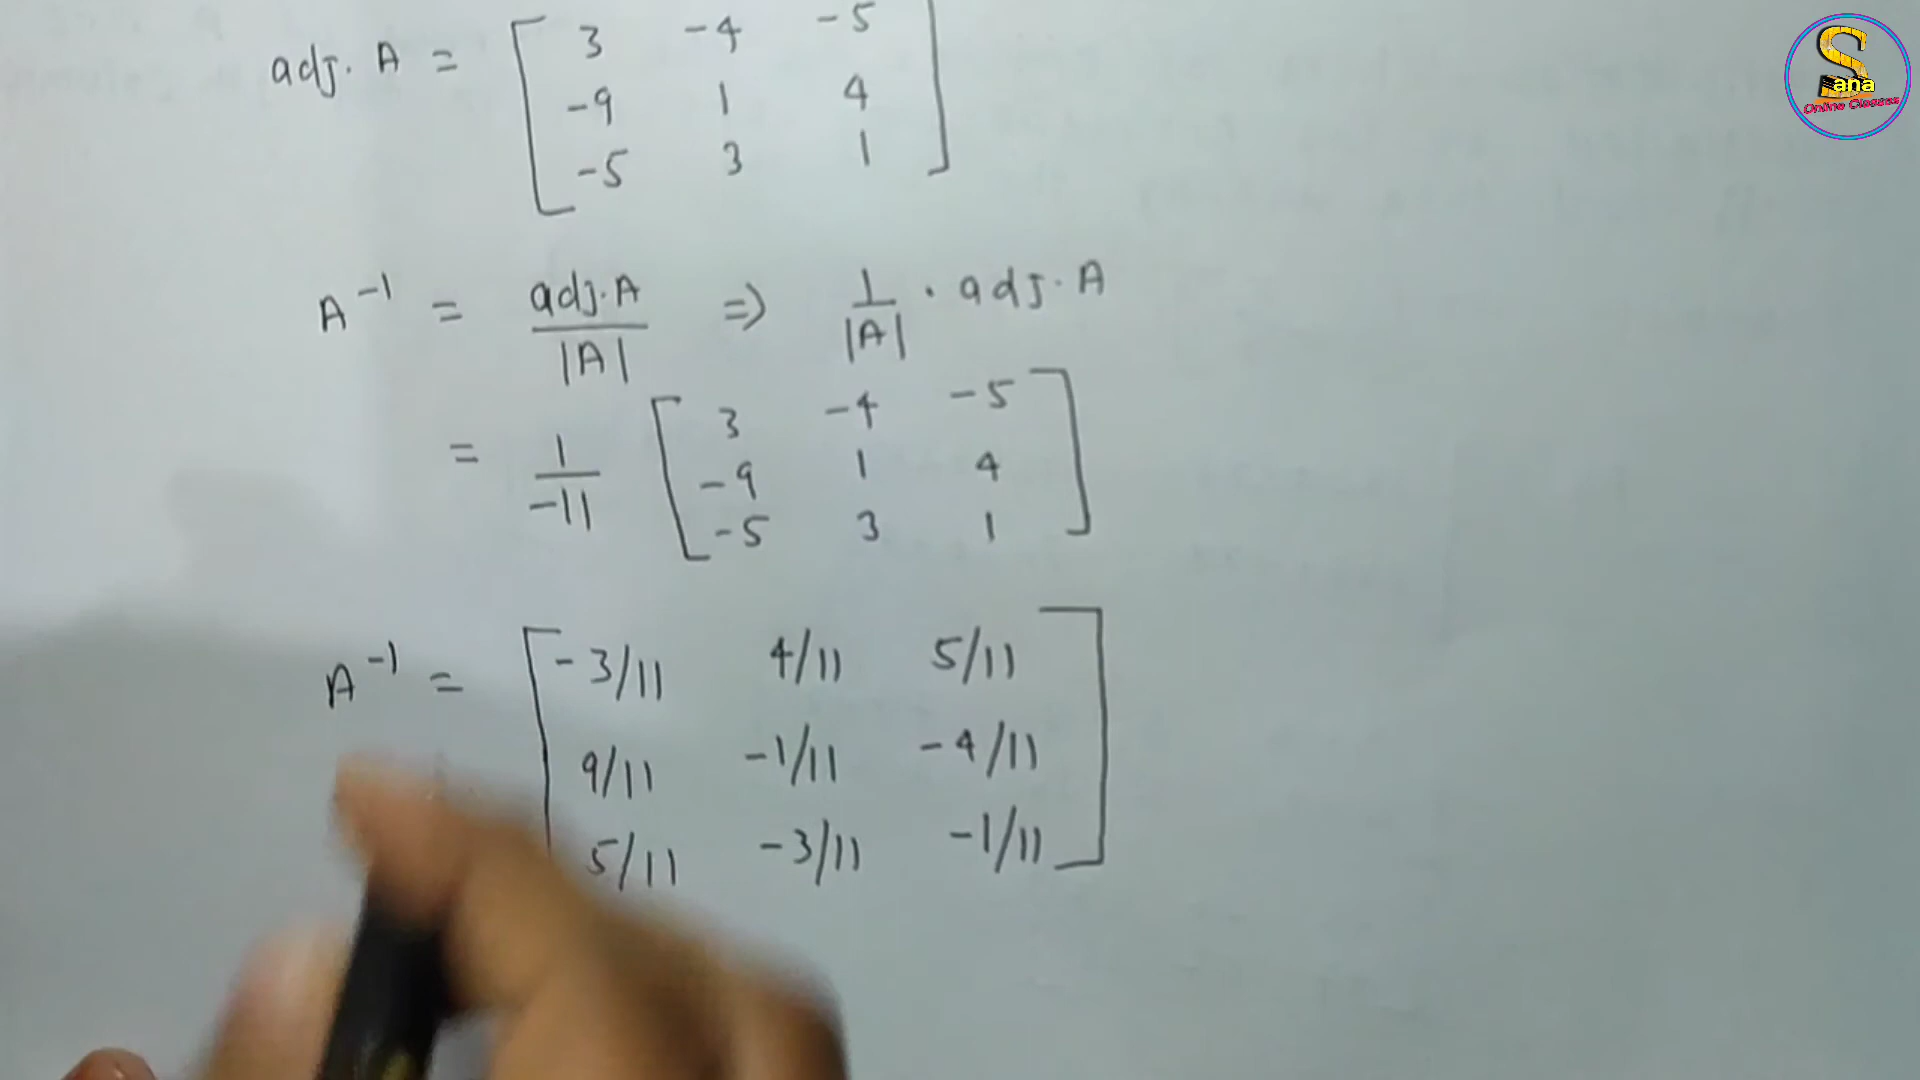 adj. A = [ 3 -4 -5
-9 1 4
-5 3 1 ]
A⁻¹ = adj.A / |A| ⇒ 1/|A| · adj. A
= 1/-11 [ 3 -4 -5
-9 1 4
-5 3 1 ]
A⁻¹ = [ -3/11 4/11 5/11
9/11 -1/11 -4/11
5/11 -3/11 -1/11 ]
Sana
Online Classes